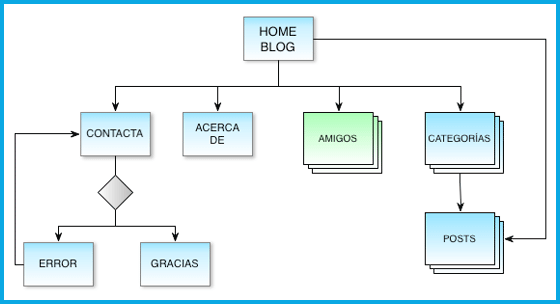 HOME
BLOG
CONTACTA
ACERCA
DE
AMIGOS
CATEGORÍAS
POSTS
ERROR
GRACIAS